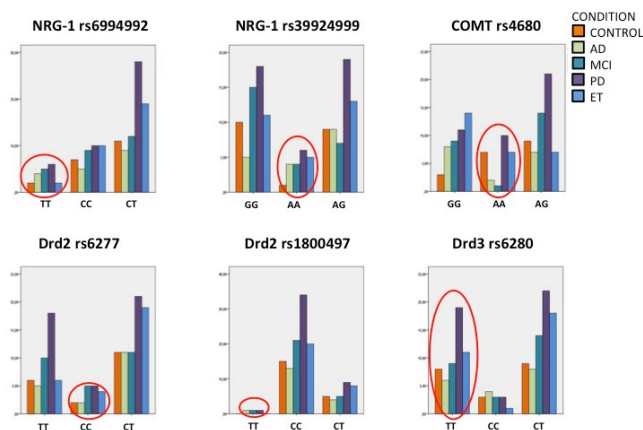 NRG-1 rs6994992
NRG-1 rs39924999
COMT rs4680
CONDITION
CONTROL
AD
MCI
PD
ET
TT CC CT
GG AA AG
GG AA AG
Drd2 rs6277
Drd2 rs1800497
Drd3 rs6280
TT CC CT
TT CC CT
TT CC CT